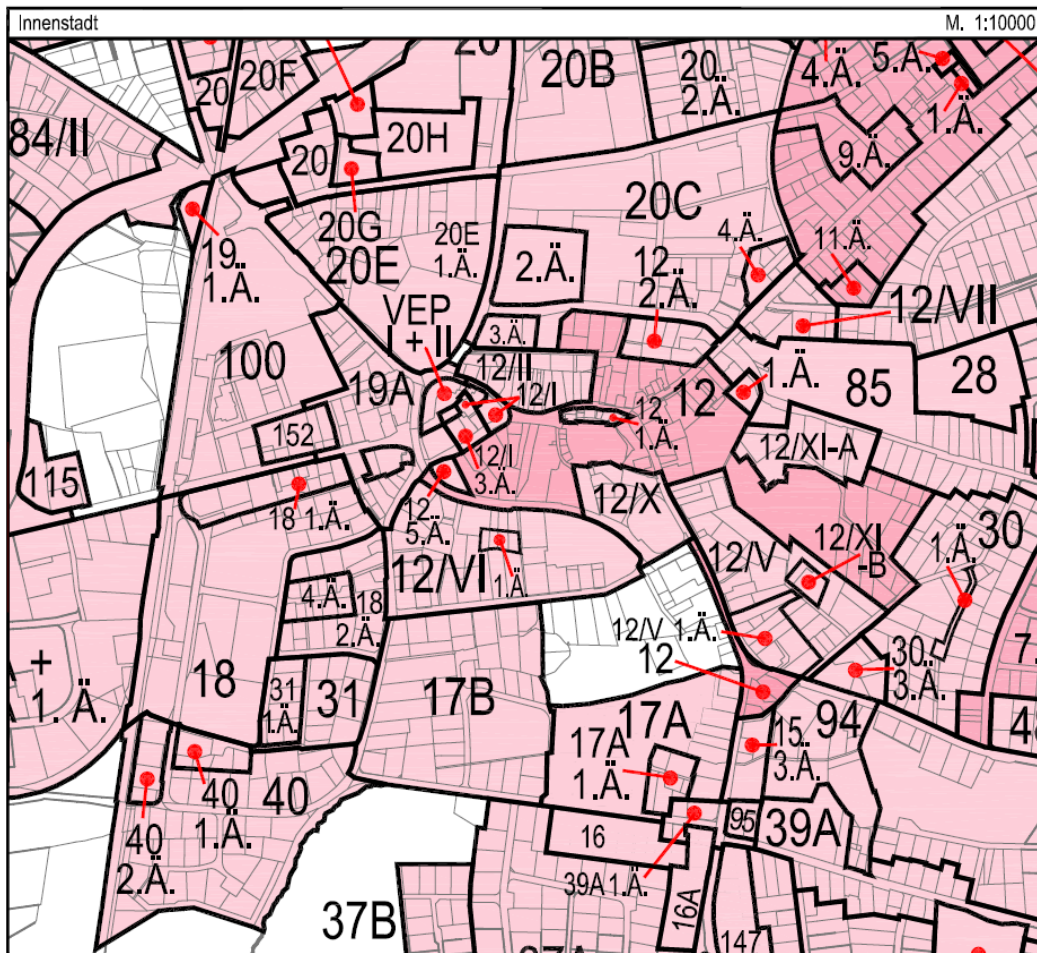 Innenstadt
M. 1:10000
20
20F
20B
20
2.Ä.
4.Ä.
5.Ä.
1.Ä.
84/II
20H
20
9.Ä.
20G
20E
20E
1.Ä.
20C
4.Ä.
11.Ä.
19
1.Ä.
2.Ä.
12
2.Ä.
12/VII
VEP
I + II
3.Ä.
100
19A
12/II
12/I
12
1.Ä.
85
28
12
1.Ä.
152
12/XI-A
115
12/I
3.Ä.
12/X
18 1.Ä.
12
5.Ä.
12/VI
1.Ä.
12/V
12/XI
-B
1.Ä.
30
4.Ä.
18
2.Ä.
12/V 1.Ä.
12
+
1. Ä.
18
31
1.Ä.
31
17B
17A
30
3.Ä.
94
15
3.Ä.
17A
1.Ä.
40
1.Ä.
40
40
2.Ä.
16
95
39A
39A 1.Ä.
16A
37B
147